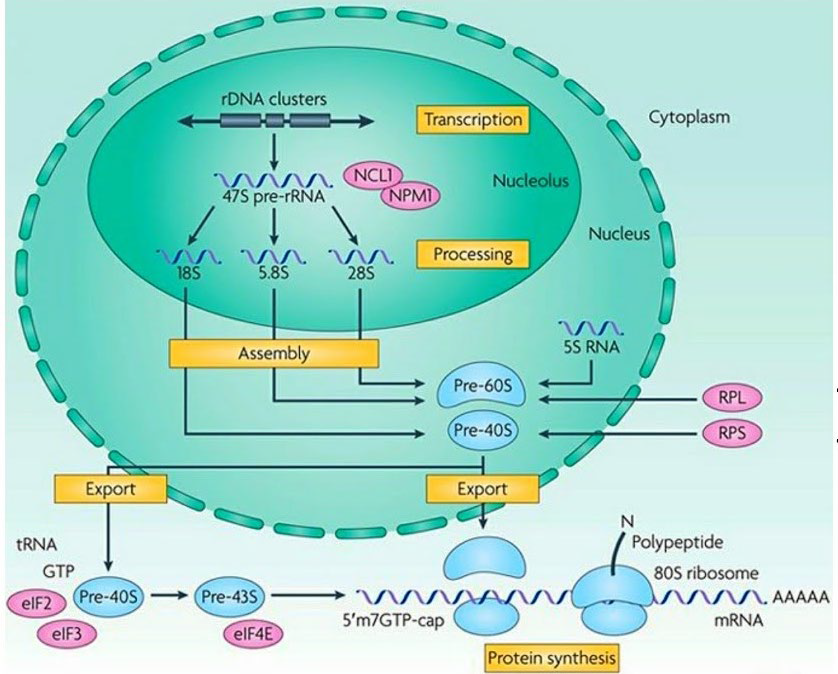 rDNA clusters
Transcription
Cytoplasm
NCL1
NPM1
Nucleolus
47S pre-rRNA
Nucleus
Processing
18S
5.8S
28S
5S RNA
Assembly
Pre-60S
RPL
Pre-40S
RPS
Export
Export
N
Polypeptide
tRNA
GTP
80S ribosome
eIF2
Pre-40S
Pre-43S
AAAAA
eIF3
eIF4E
5'm7GTP-cap
mRNA
Protein synthesis